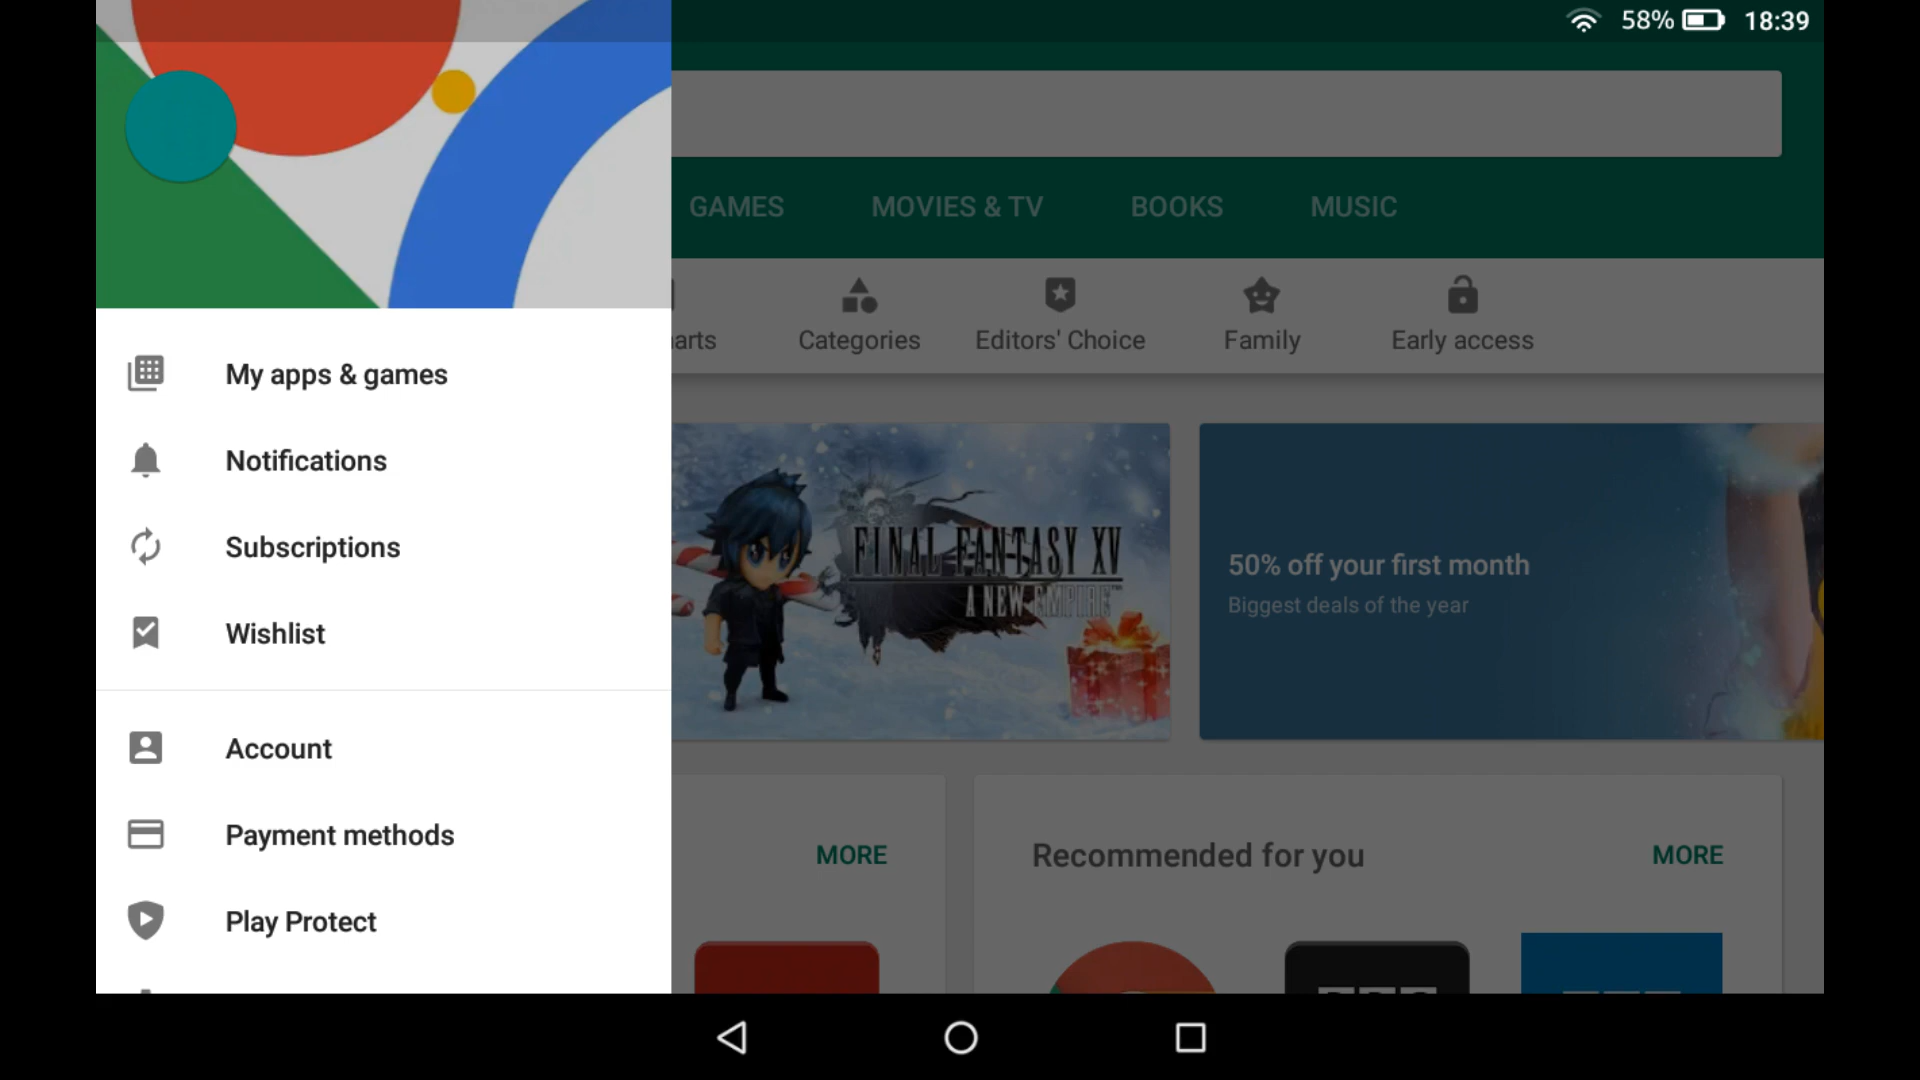 58% 18:39
GAMES MOVIES & TV BOOKS MUSIC
Categories Editors' Choice Family Early access
My apps & games
Notifications
Subscriptions
Wishlist
Account
Payment methods
Play Protect
FINAL FANTASY XV
A NEW EMPIRE
50% off your first month
Biggest deals of the year
MORE
Recommended for you MORE